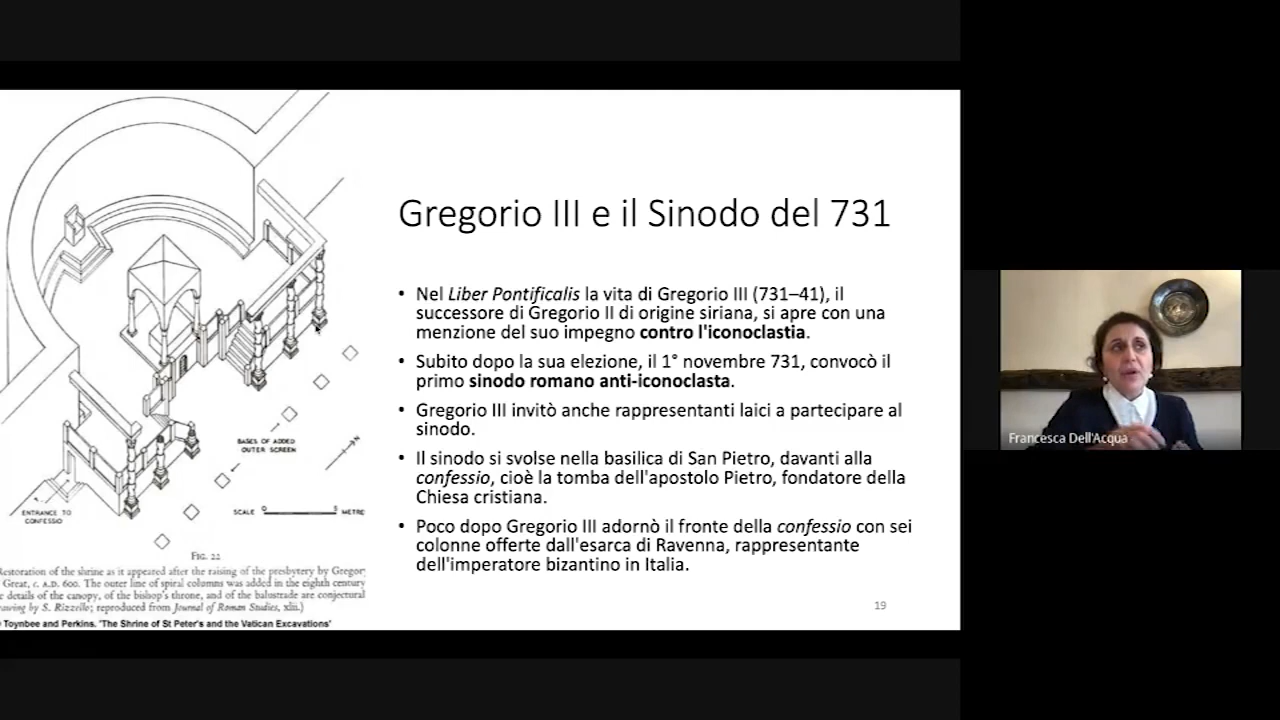 Gregorio III e il Sinodo del 731
• Nel Liber Pontificalis la vita di Gregorio III (731–41), il
successore di Gregorio II di origine siriana, si apre con una
menzione del suo impegno contro l'iconoclastia.
• Subito dopo la sua elezione, il 1° novembre 731, convocò il
primo sinodo romano anti-iconoclasta.
• Gregorio III invitò anche rappresentanti laici a partecipare al
sinodo.
• Il sinodo si svolse nella basilica di San Pietro, davanti alla
confessio, cioè la tomba dell'apostolo Pietro, fondatore della
Chiesa cristiana.
• Poco dopo Gregorio III adornò il fronte della confessio con sei
colonne offerte dall'esarca di Ravenna, rappresentante
dell'imperatore bizantino in Italia.
19
BASES OF ADDED
OUTER SCREEN
N
ENTRANCE TO
CONFESSIO
SCALE 0 5 METRE
FIG. 22
estoration of the shrine as it appeared after the raising of the presbytery by Gregory
Great, c. A.D. 600. The outer line of spiral columns was added in the eighth century
details of the canopy, of the bishop's throne, and of the balustrade are conjectural
awing by S. Rizzello; reproduced from Journal of Roman Studies, xlii.)
Toynbee and Perkins. 'The Shrine of St Peter's and the Vatican Excavations'
Francesca Dell'Acqua